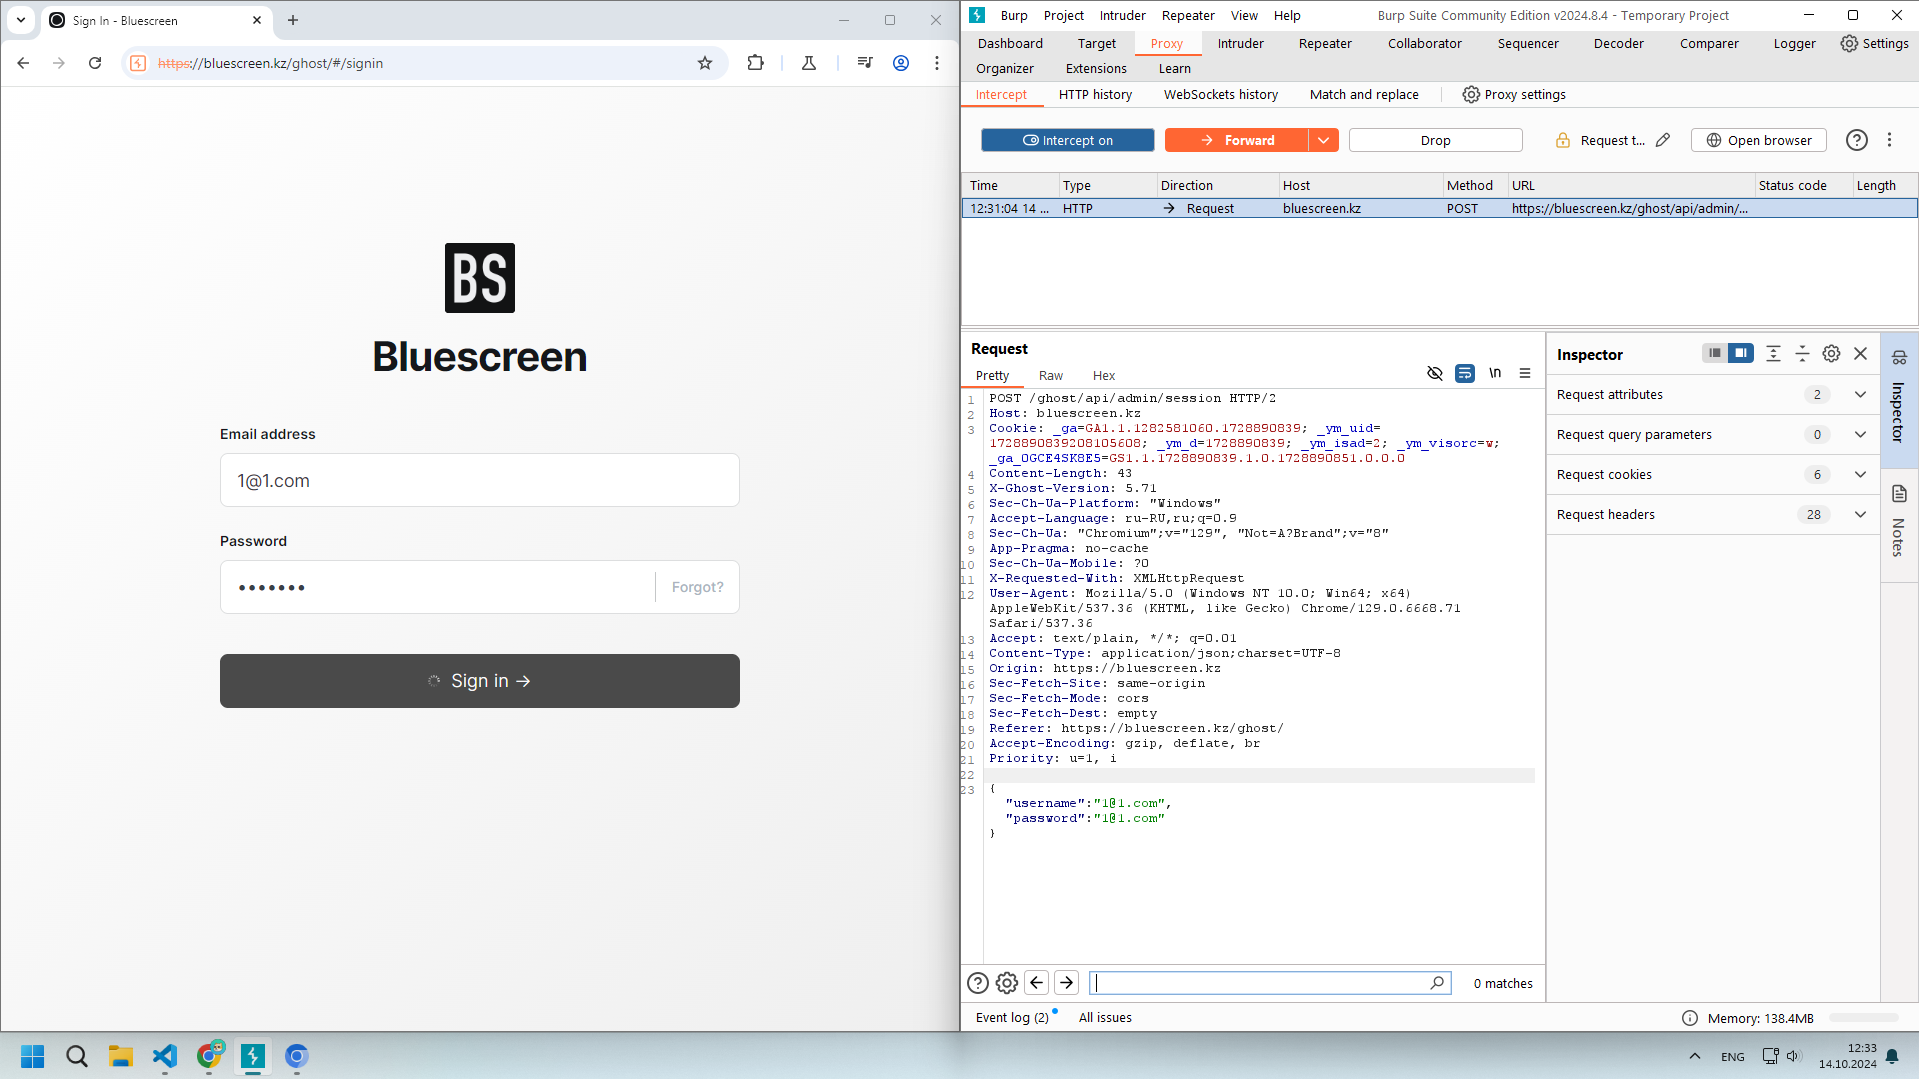 Sign In - Bluescreen
https://bluescreen.kz/ghost/#/signin
BS
Bluescreen
Email address
1@1.com
Password
•••••••
Forgot?
Sign in →
Burp Project Intruder Repeater View Help
Burp Suite Community Edition v2024.8.4 - Temporary Project
Dashboard Target Proxy Intruder Repeater Collaborator Sequencer Decoder Comparer Logger Settings
Organizer Extensions Learn
Intercept HTTP history WebSockets history Match and replace Proxy settings
Intercept on → Forward Drop Request t... Open browser
Time Type Direction Host Method URL Status code Length
12:31:04 14 ... HTTP → Request bluescreen.kz POST https://bluescreen.kz/ghost/api/admin/...
Request
Pretty Raw Hex \n
1 POST /ghost/api/admin/session HTTP/2
2 Host: bluescreen.kz
3 Cookie: _ga=GA1.1.1282581060.1728890839; _ym_uid=
1728890839208105608; _ym_d=1728890839; _ym_isad=2; _ym_visorc=w;
_ga_0GCE4SK8E5=GS1.1.1728890839.1.0.1728890851.0.0.0
4 Content-Length: 43
5 X-Ghost-Version: 5.71
6 Sec-Ch-Ua-Platform: "Windows"
7 Accept-Language: ru-RU,ru;q=0.9
8 Sec-Ch-Ua: "Chromium";v="129", "Not=A?Brand";v="8"
9 App-Pragma: no-cache
10 Sec-Ch-Ua-Mobile: ?0
11 X-Requested-With: XMLHttpRequest
12 User-Agent: Mozilla/5.0 (Windows NT 10.0; Win64; x64)
AppleWebKit/537.36 (KHTML, like Gecko) Chrome/129.0.6668.71
Safari/537.36
13 Accept: text/plain, */*; q=0.01
14 Content-Type: application/json;charset=UTF-8
15 Origin: https://bluescreen.kz
16 Sec-Fetch-Site: same-origin
17 Sec-Fetch-Mode: cors
18 Sec-Fetch-Dest: empty
19 Referer: https://bluescreen.kz/ghost/
20 Accept-Encoding: gzip, deflate, br
21 Priority: u=1, i
22
23 {
"username":"1@1.com",
"password":"1@1.com"
}
0 matches
Inspector
Request attributes 2
Request query parameters 0
Request cookies 6
Request headers 28
Inspector
Notes
Event log (2) All issues
Memory: 138.4MB
ENG
12:33
14.10.2024